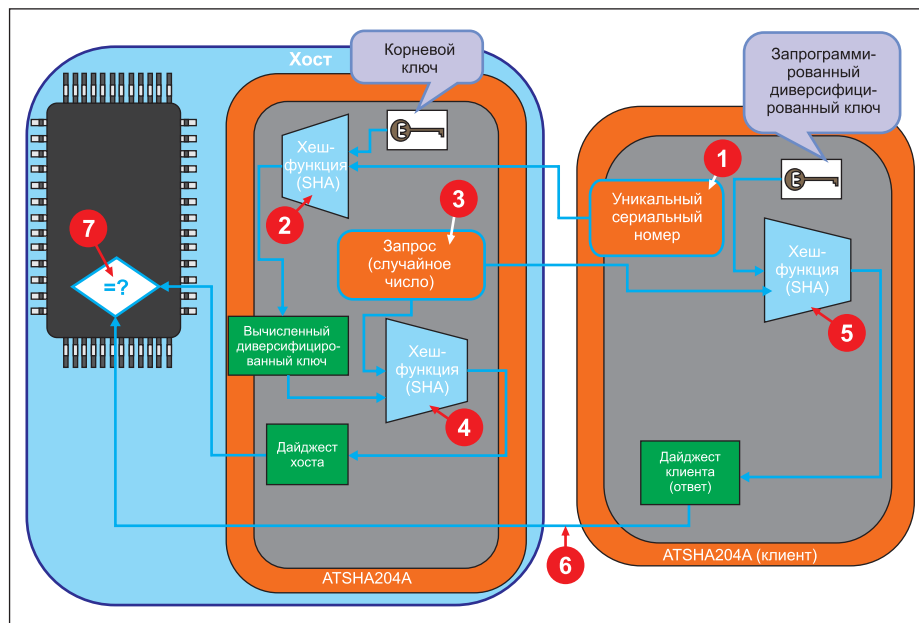 Хост
Корневой
ключ
Запрограмми-
рованный
диверсифици-
рованный ключ
E
Хеш-
функция
(SHA)
2
3
Запрос
(случайное
число)
1
Уникальный
сериальный
номер
E
Хеш-
функция
(SHA)
5
7
=?
Вычисленный
диверсифициро-
ванный ключ
Хеш-
функция
(SHA)
4
Дайджест
хоста
Дайджест
клиента
(ответ)
6
ATSHA204A
ATSHA204A (клиент)